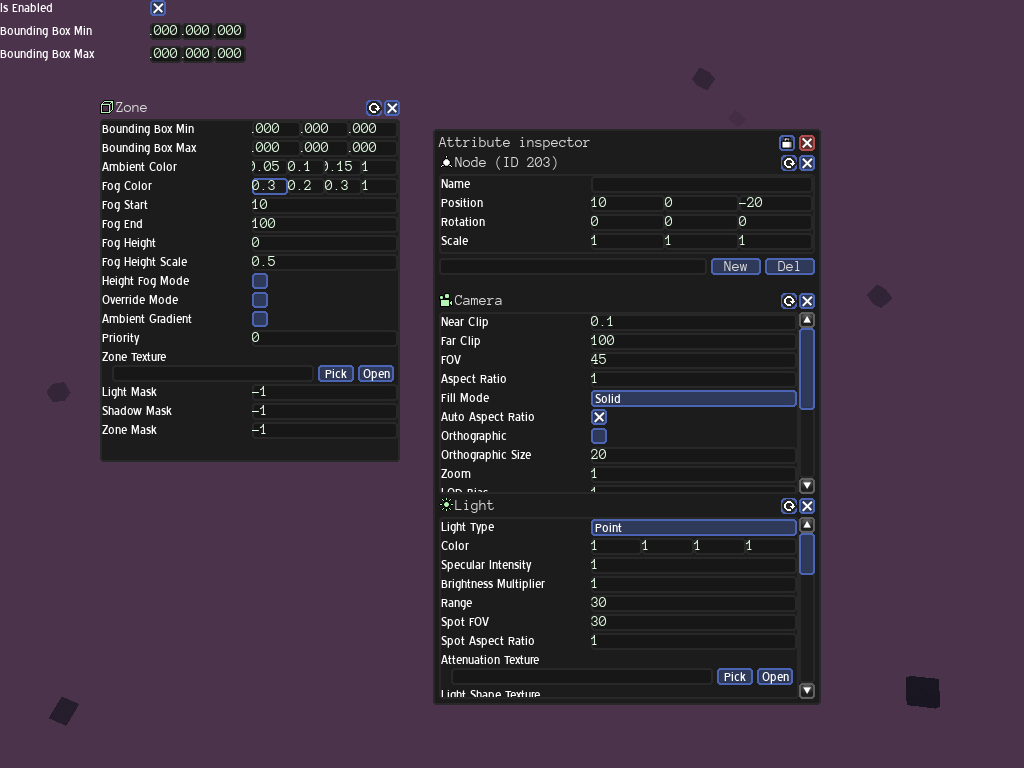 Is Enabled
Bounding Box Min .000 .000 .000
Bounding Box Max .000 .000 .000
Zone
Bounding Box Min .000 .000 .000
Bounding Box Max .000 .000 .000
Ambient Color 0.05 0.1 0.15 1
Fog Color 0.3 0.2 0.3 1
Fog Start 10
Fog End 100
Fog Height 0
Fog Height Scale 0.5
Height Fog Mode
Override Mode
Ambient Gradient
Priority 0
Zone Texture
Pick Open
Light Mask -1
Shadow Mask -1
Zone Mask -1
Attribute inspector
Node (ID 203)
Name
Position 10 0 -20
Rotation 0 0 0
Scale 1 1 1
New Del
Camera
Near Clip 0.1
Far Clip 100
FOV 45
Aspect Ratio 1
Fill Mode Solid
Auto Aspect Ratio
Orthographic
Orthographic Size 20
Zoom 1
LOD Bias 1
Light
Light Type Point
Color 1 1 1 1
Specular Intensity 1
Brightness Multiplier 1
Range 30
Spot FOV 30
Spot Aspect Ratio 1
Attenuation Texture
Pick Open
Light Shape Texture